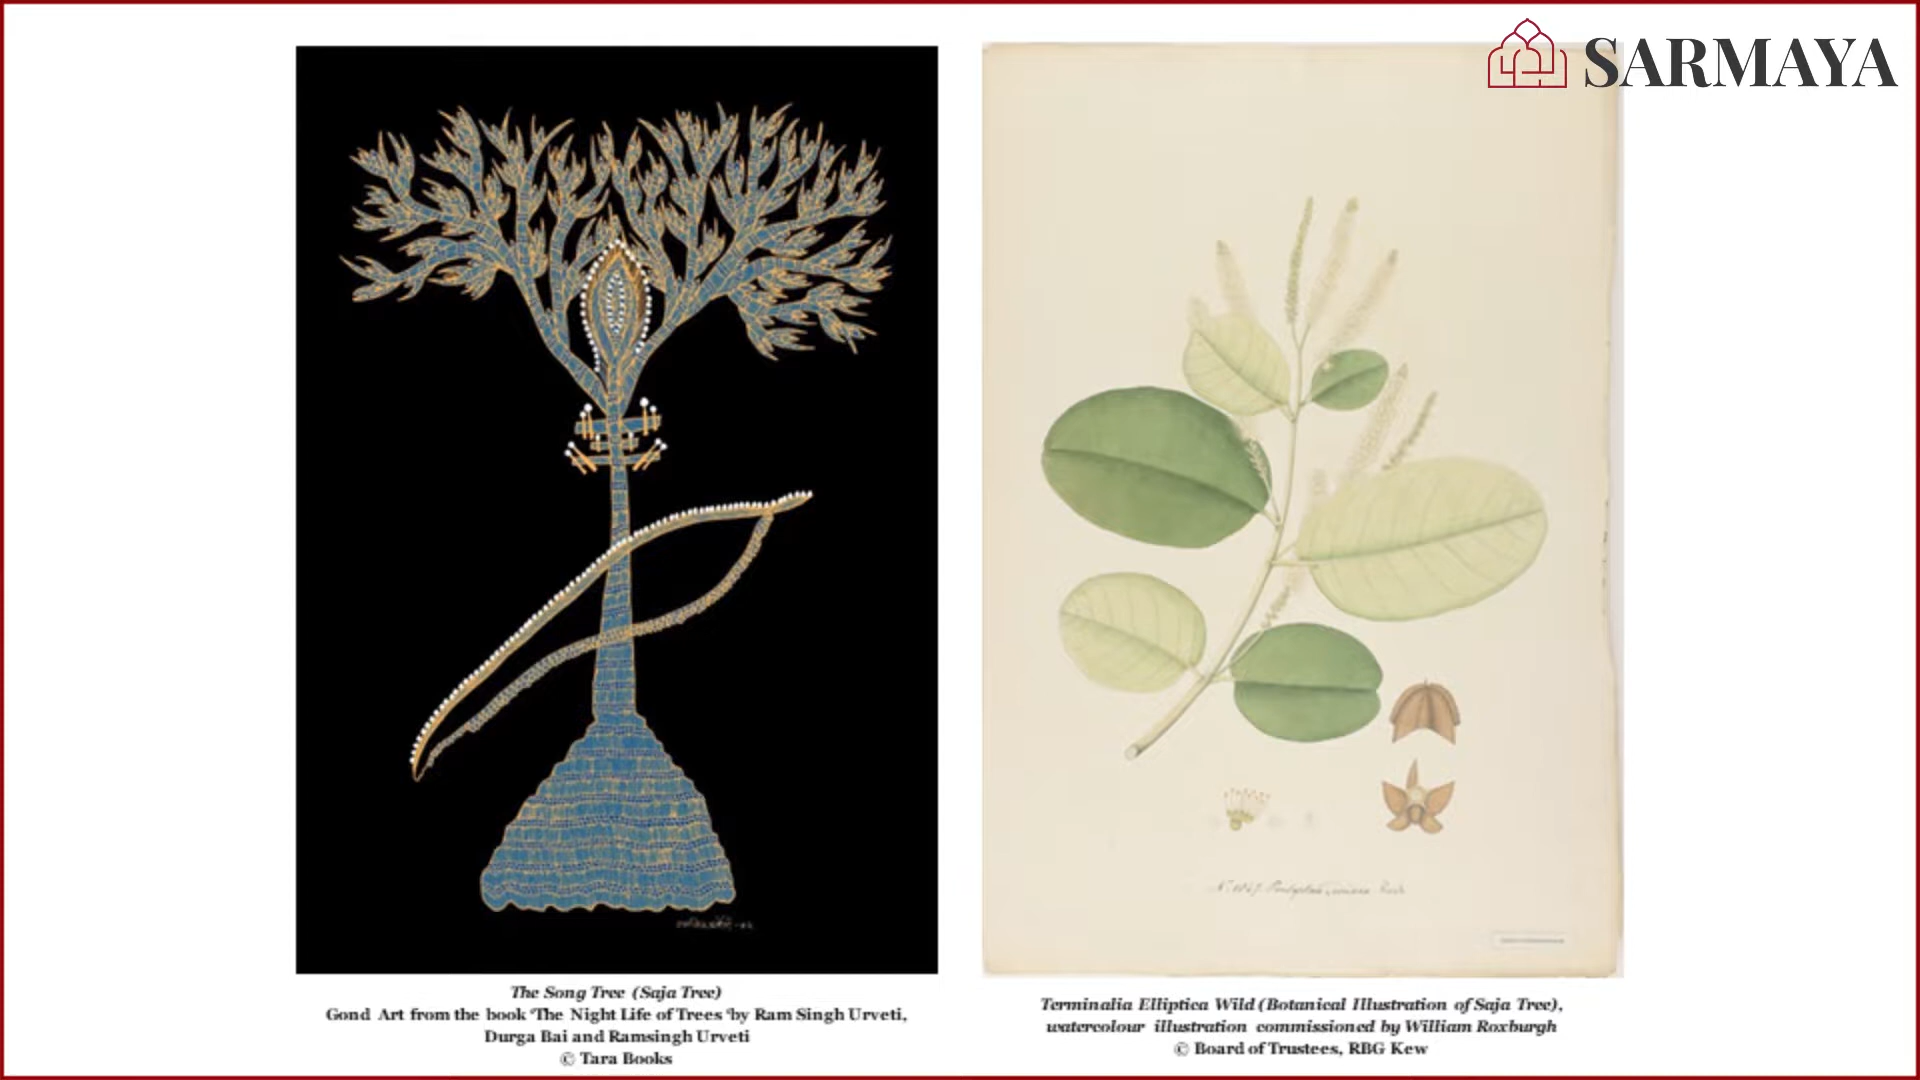 SARMAYA
The Song Tree (Saja Tree)
Gond Art from the book 'The Night Life of Trees 'by Ram Singh Urveti,
Durga Bai and Ramsingh Urveti
© Tara Books
Terminalia Elliptica Wild (Botanical Illustration of Saja Tree),
watercolour illustration commissioned by William Roxburgh
© Board of Trustees, RBG Kew